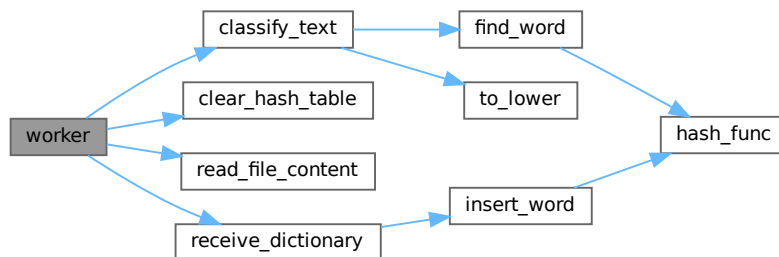 classify_text
find_word
clear_hash_table
to_lower
worker
hash_func
read_file_content
insert_word
receive_dictionary